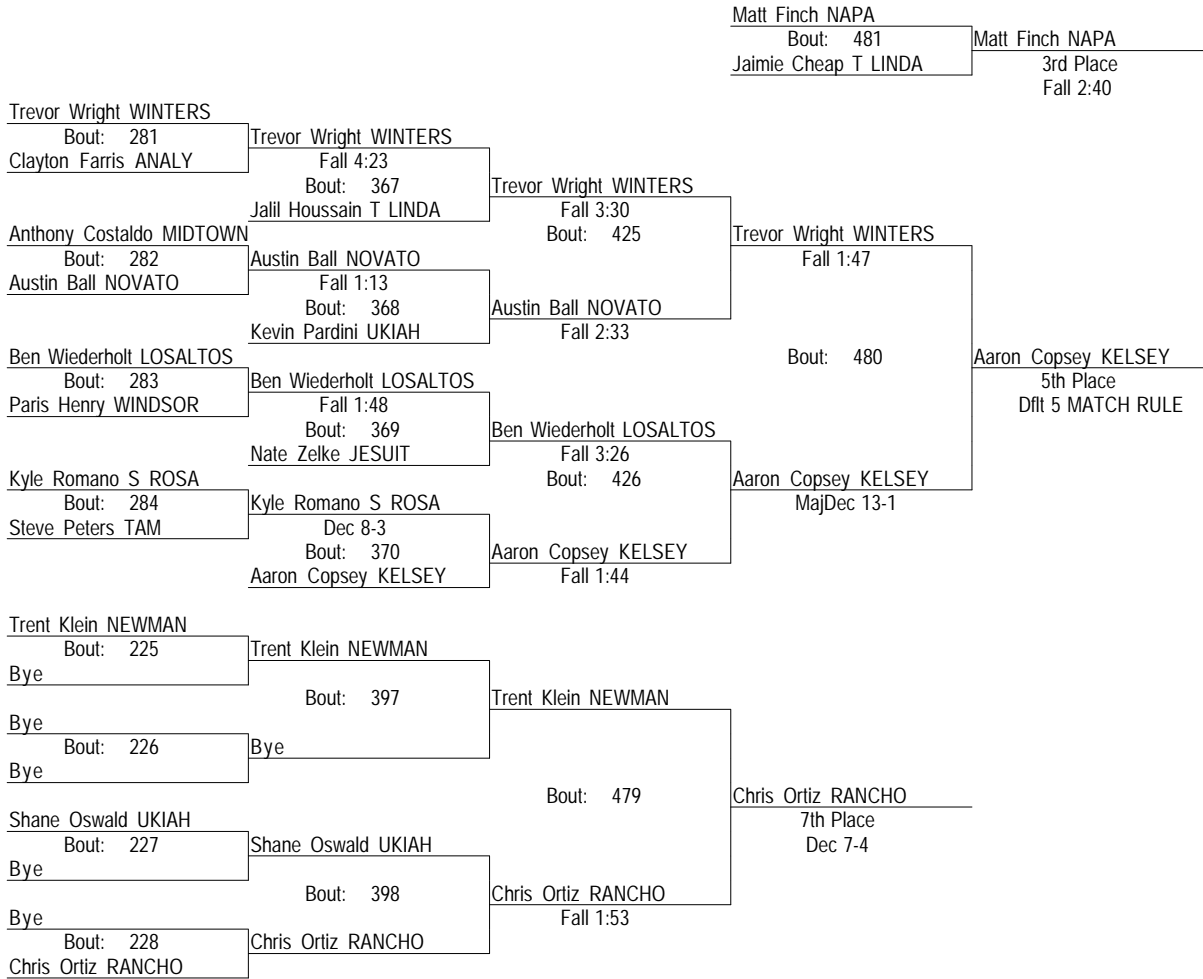 Matt Finch NAPA
Bout: 481
Matt Finch NAPA
Jaimie Cheap T LINDA
3rd Place
Fall 2:40
Trevor Wright WINTERS
Bout: 281
Clayton Farris ANALY
Anthony Costaldo MIDTOWN
Bout: 282
Austin Ball NOVATO
Ben Wiederholt LOSALTOS
Bout: 283
Paris Henry WINDSOR
Kyle Romano S ROSA
Bout: 284
Steve Peters TAM
Trevor Wright WINTERS
Fall 4:23
Bout: 367
Jalil Houssain T LINDA
Austin Ball NOVATO
Fall 1:13
Bout: 368
Kevin Pardini UKIAH
Ben Wiederholt LOSALTOS
Fall 1:48
Bout: 369
Nate Zelke JESUIT
Kyle Romano S ROSA
Dec 8-3
Bout: 370
Aaron Copsey KELSEY
Trevor Wright WINTERS
Fall 3:30
Bout: 425
Austin Ball NOVATO
Fall 2:33
Ben Wiederholt LOSALTOS
Fall 3:26
Bout: 426
Aaron Copsey KELSEY
Fall 1:44
Trevor Wright WINTERS
Fall 1:47
Bout: 480
Aaron Copsey KELSEY
MajDec 13-1
Aaron Copsey KELSEY
5th Place
Dflt 5 MATCH RULE
Trent Klein NEWMAN
Bout: 225
Bye
Bye
Bout: 226
Bye
Shane Oswald UKIAH
Bout: 227
Bye
Bye
Bout: 228
Chris Ortiz RANCHO
Trent Klein NEWMAN
Bout: 397
Bye
Shane Oswald UKIAH
Bout: 398
Chris Ortiz RANCHO
Trent Klein NEWMAN
Bout: 479
Chris Ortiz RANCHO
Fall 1:53
Chris Ortiz RANCHO
7th Place
Dec 7-4